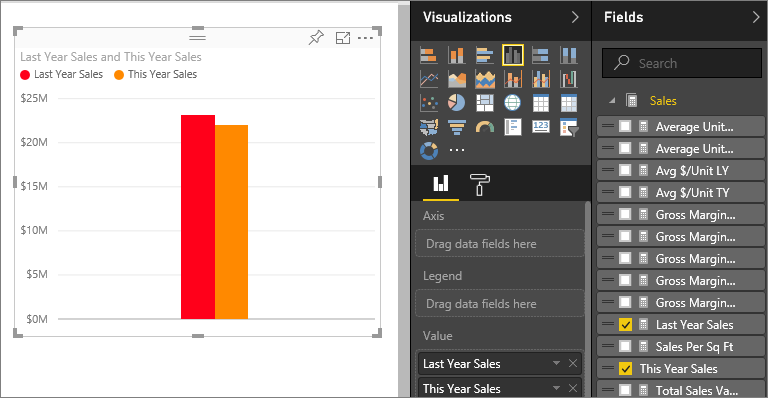 Last Year Sales and This Year Sales
Last Year Sales This Year Sales
$25M
$20M
$15M
$10M
$5M
$0M
Visualizations
123
Axis
Drag data fields here
Legend
Drag data fields here
Value
Last Year Sales
This Year Sales
Fields
Search
Sales
Average Unit...
Average Unit...
Avg $/Unit LY
Avg $/Unit TY
Gross Margin...
Gross Margin...
Gross Margin...
Gross Margin...
Gross Margin...
Last Year Sales
Sales Per Sq Ft
This Year Sales
Total Sales Va...